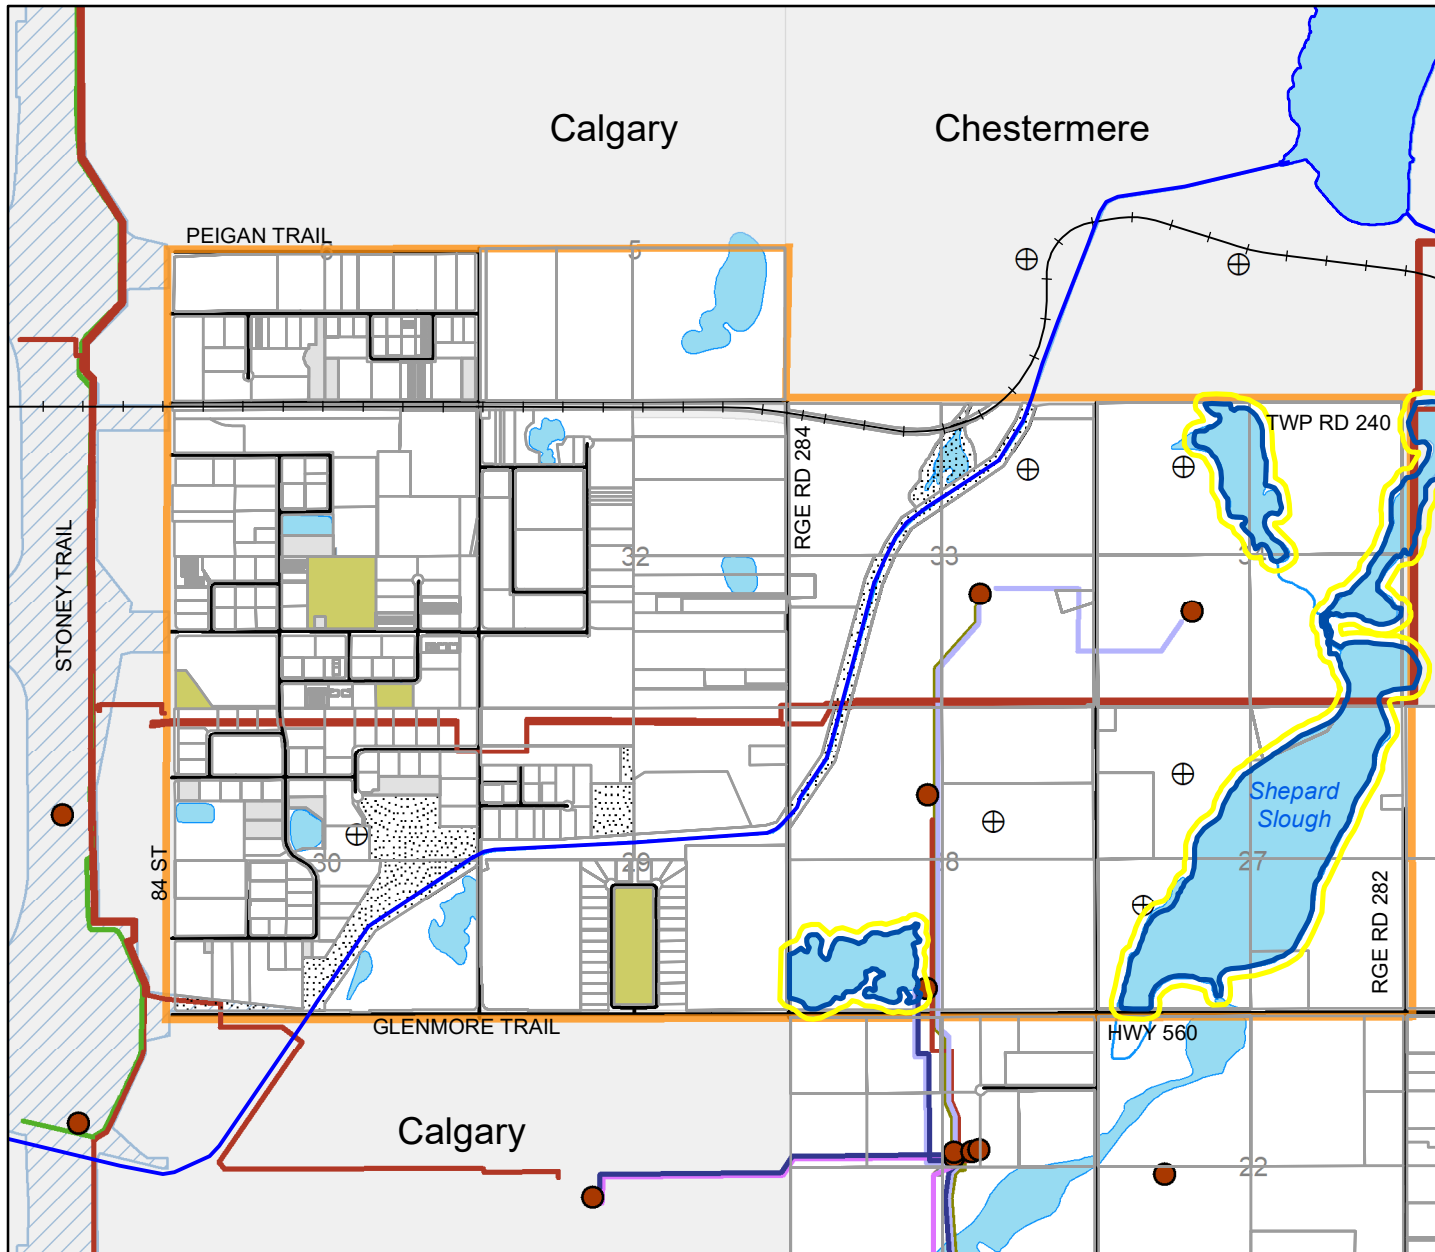 Calgary
Chestermere
PEIGAN TRAIL
5
TWP RD 240
RGE RD 284
STONEY TRAIL
32
33
34
Shepard
Slough
84 ST
30
29
28
27
RGE RD 282
GLENMORE TRAIL
HWY 560
Calgary
22